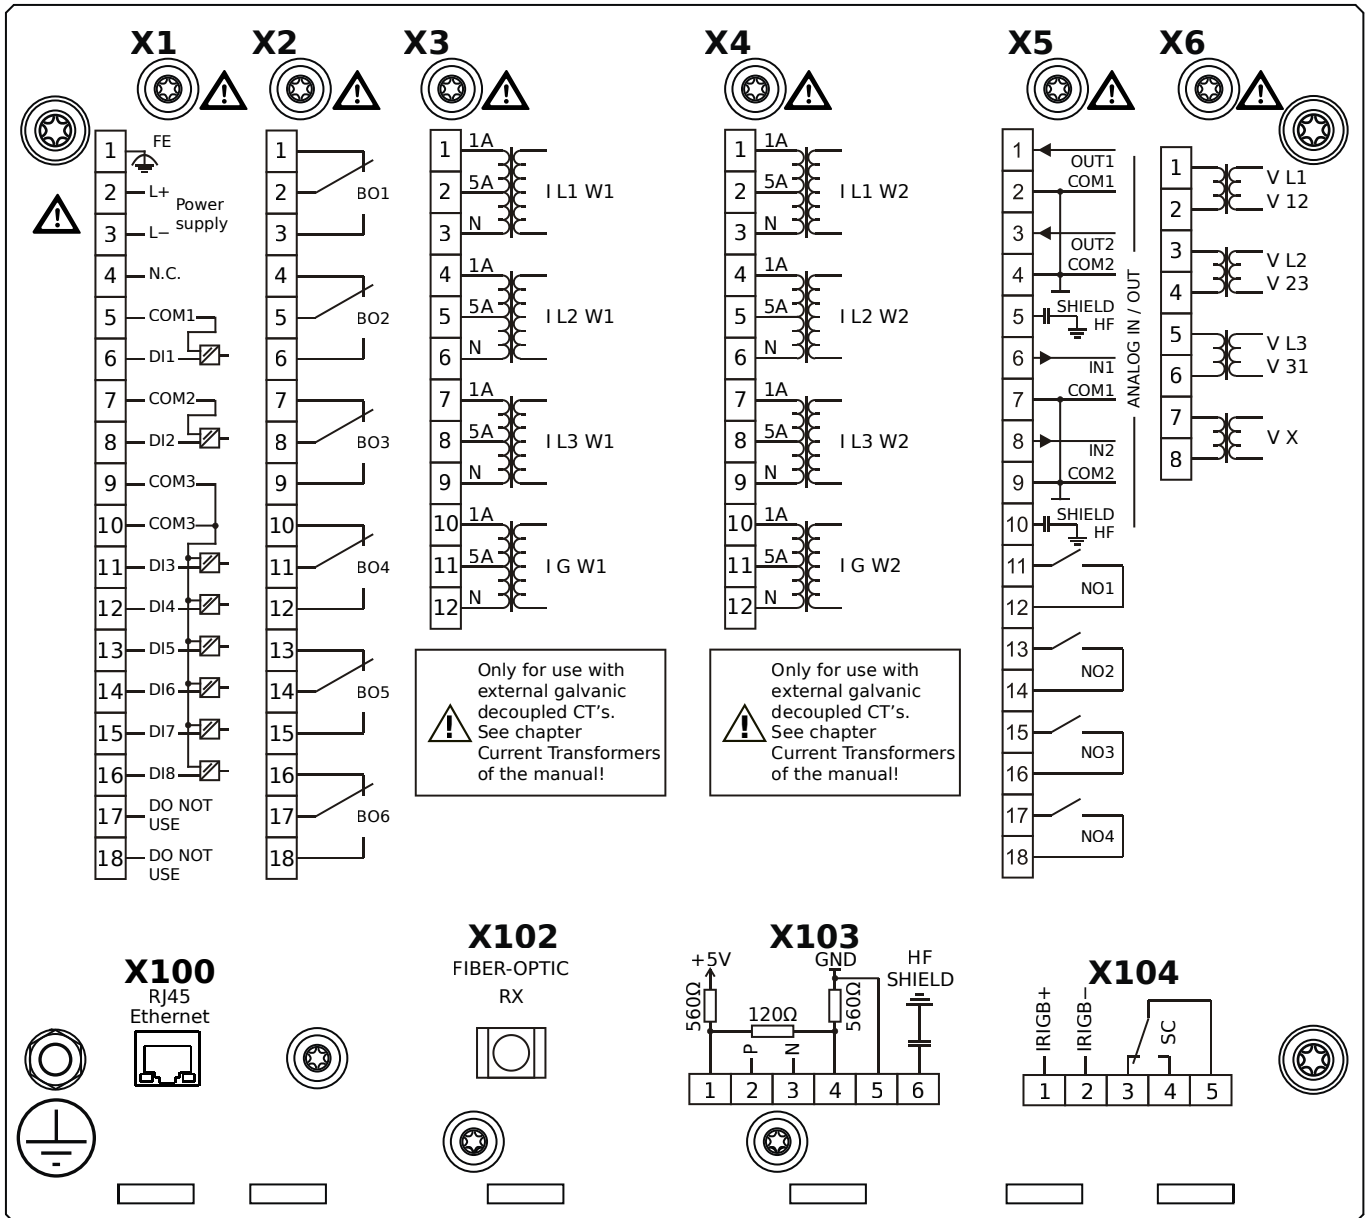 X1
1 FE
2 L+ Power
3 L− supply
4 N.C.
5 COM1
6 DI1
7 COM2
8 DI2
9 COM3
10 COM3
11 DI3
12 DI4
13 DI5
14 DI6
15 DI7
16 DI8
17 DO NOT
USE
18 DO NOT
USE
X2
1
2 BO1
3
4
5 BO2
6
7
8 BO3
9
10
11 BO4
12
13
14 BO5
15
16
17 BO6
18
X3
1 1A
2 5A I L1 W1
3 N
4 1A
5 5A I L2 W1
6 N
7 1A
8 5A I L3 W1
9 N
10 1A
11 5A I G W1
12 N
Only for use with
external galvanic
decoupled CT's.
See chapter
Current Transformers
of the manual!
X4
1 1A
2 5A I L1 W2
3 N
4 1A
5 5A I L2 W2
6 N
7 1A
8 5A I L3 W2
9 N
10 1A
11 5A I G W2
12 N
Only for use with
external galvanic
decoupled CT's.
See chapter
Current Transformers
of the manual!
X5
1 OUT1
2 COM1
3 OUT2
4 COM2
5 SHIELD
HF
6 IN1
7 COM1
8 IN2
9 COM2
10 SHIELD
HF
ANALOG IN / OUT
11
NO1
12
13
NO2
14
15
NO3
16
17
NO4
18
X6
1 V L1
2 V 12
3 V L2
4 V 23
5 V L3
6 V 31
7
V X
8
X100
RJ45
Ethernet
X102
FIBER-OPTIC
RX
X103
+5V GND HF
SHIELD
560Ω 120Ω 560Ω
P N
1 2 3 4 5 6
X104
IRIGB+ IRIGB− SC
1 2 3 4 5